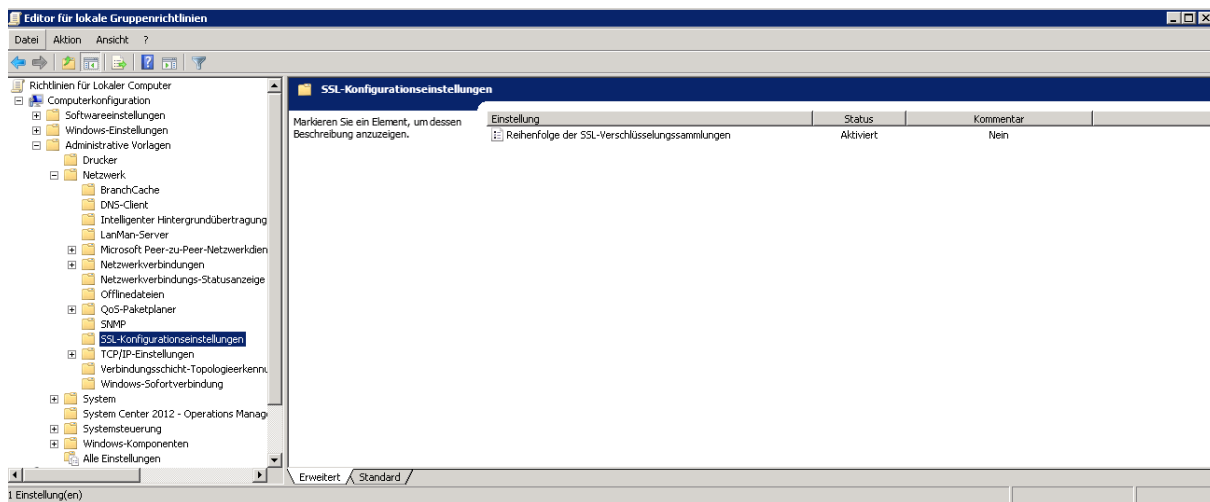 Editor für lokale Gruppenrichtlinien
Datei Aktion Ansicht ?
Richtlinien für Lokaler Computer
Computerkonfiguration
Softwareeinstellungen
Windows-Einstellungen
Administrative Vorlagen
Drucker
Netzwerk
BranchCache
DNS-Client
Intelligenter Hintergrundübertragung
LanMan-Server
Microsoft Peer-zu-Peer-Netzwerkdien
Netzwerkverbindungen
Netzwerkverbindungs-Statusanzeige
Offlinedateien
QoS-Paketplaner
SNMP
SSL-Konfigurationseinstellungen
TCP/IP-Einstellungen
Verbindungsschicht-Topologieerkennu
Windows-Sofortverbindung
System
System Center 2012 - Operations Manag
Systemsteuerung
Windows-Komponenten
Alle Einstellungen
SSL-Konfigurationseinstellungen
Markieren Sie ein Element, um dessen
Beschreibung anzuzeigen.
Einstellung Status Kommentar
Reihenfolge der SSL-Verschlüsselungssammlungen Aktiviert Nein
Erweitert Standard
1 Einstellung(en)